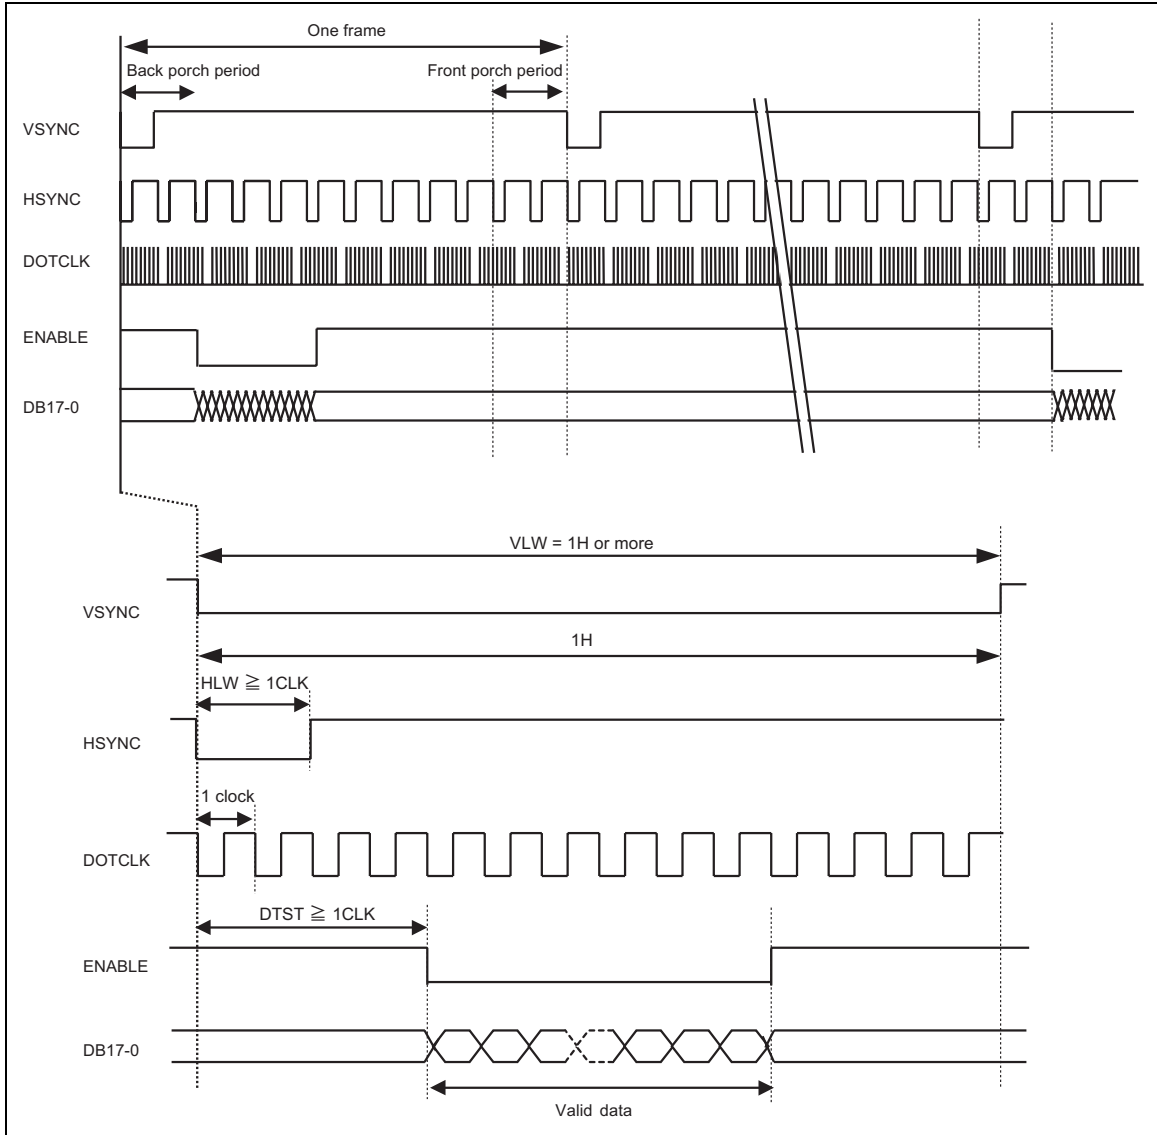 One frame
Back porch period
Front porch period
VSYNC
HSYNC
DOTCLK
ENABLE
DB17-0
VLW = 1H or more
VSYNC
1H
HLW ≧ 1CLK
HSYNC
1 clock
DOTCLK
DTST ≧ 1CLK
ENABLE
DB17-0
Valid data